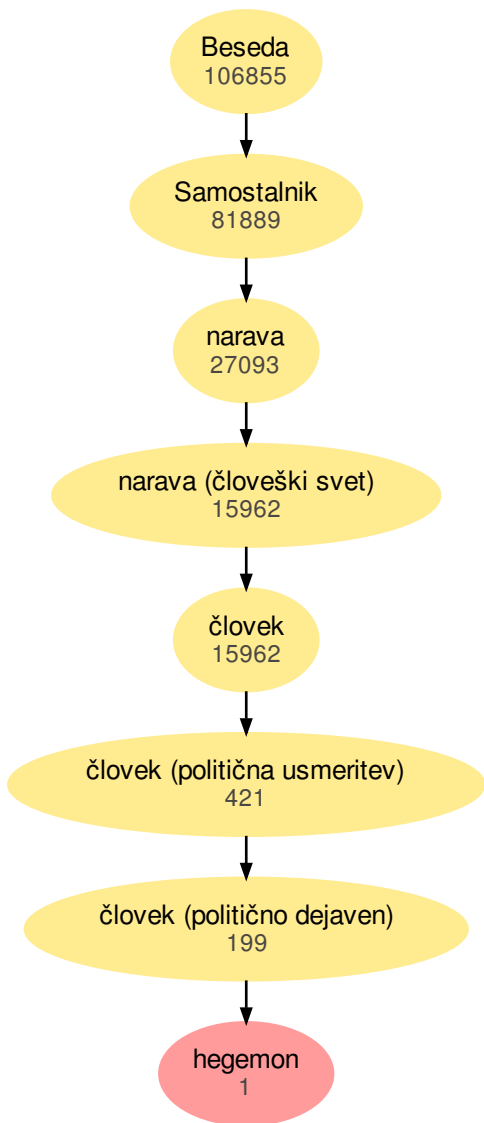 Beseda
106855
Samostalnik
81889
narava
27093
narava (človeški svet)
15962
človek
15962
človek (politična usmeritev)
421
človek (politično dejaven)
199
hegemon
1